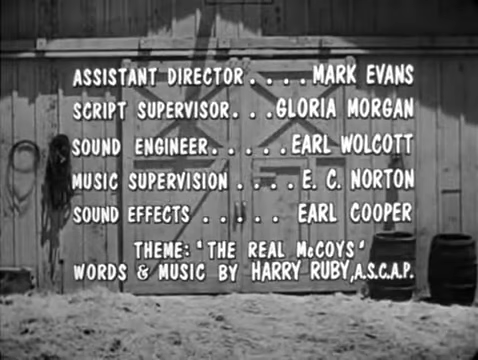 ASSISTANT DIRECTOR . . . . MARK EVANS
SCRIPT SUPERVISOR. . .GLORIA MORGAN
SOUND ENGINEER. . . . .EARL WOLCOTT
MUSIC SUPERVISION . . . . E. C. NORTON
SOUND EFFECTS . . . . . EARL COOPER
THEME: "THE REAL McCOYS"
WORDS & MUSIC BY HARRY RUBY, A.S.C.A.P.